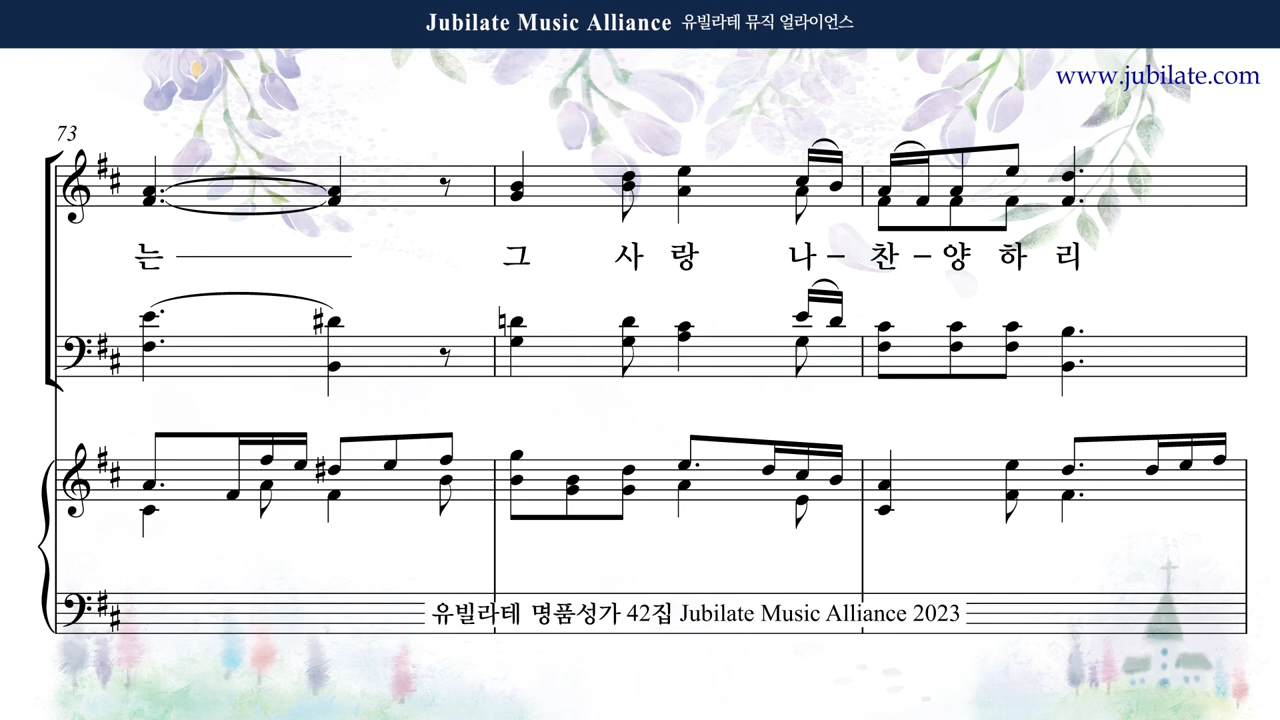 Jubilate Music Alliance 유빌라테 뮤직 얼라이언스
www.jubilate.com
73
는 그 사 랑 나 – 찬 – 양 하 리
유빌라테 명품성가 42집 Jubilate Music Alliance 2023